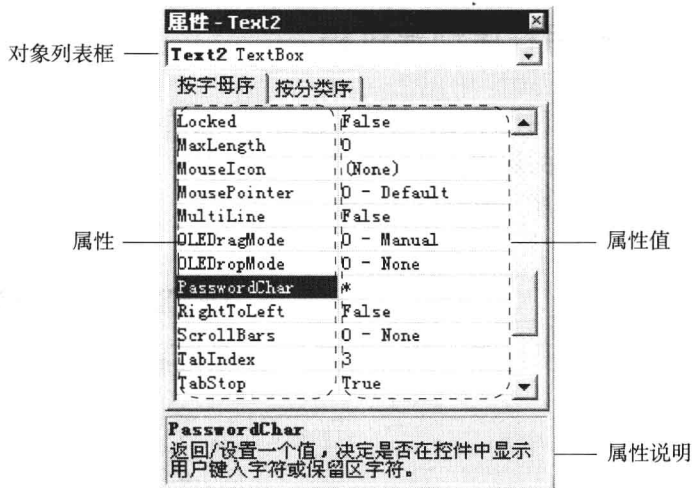 属性 - Text2
对象列表框
Text2 TextBox
按字母序 按分类序
Locked False
MaxLength 0
MouseIcon (None)
MousePointer 0 - Default
MultiLine False
属性
OLEDragMode 0 - Manual
属性值
OLEDropMode 0 - None
PasswordChar *
RightToLeft False
ScrollBars 0 - None
TabIndex 3
TabStop True
PasswordChar
返回/设置一个值，决定是否在控件中显示
用户键入字符或保留区字符。
属性说明